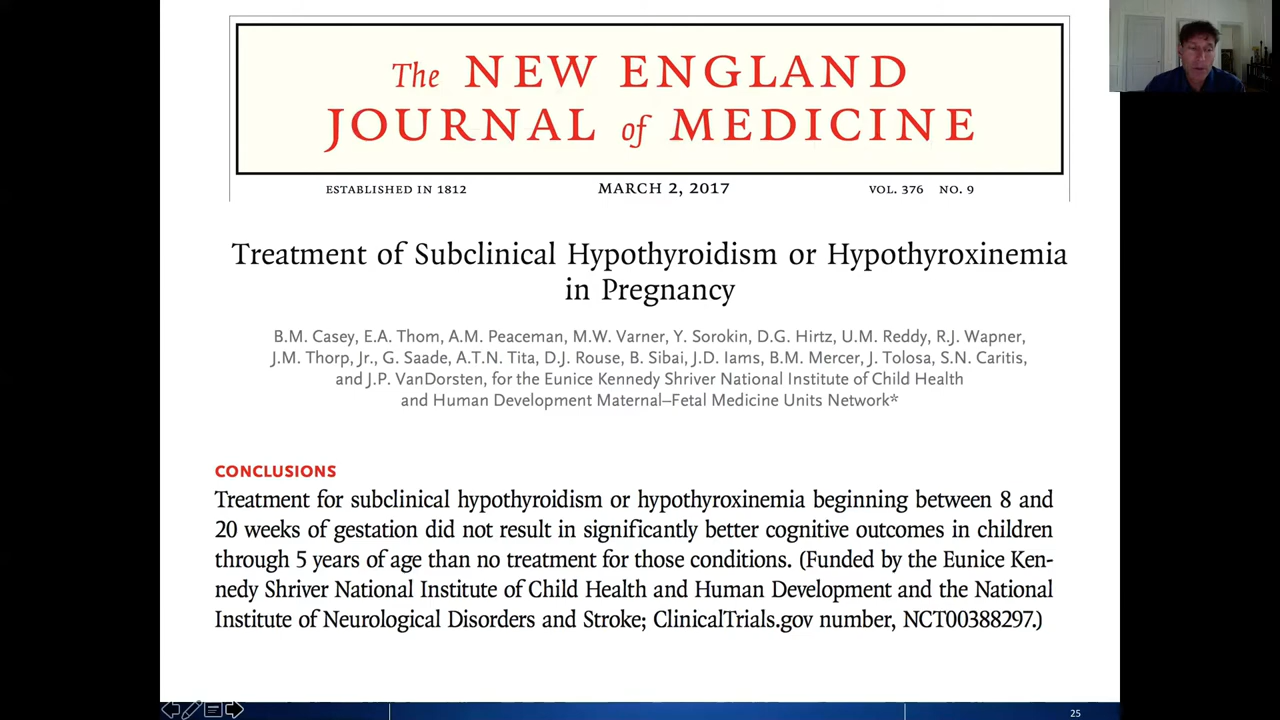 The NEW ENGLAND
JOURNAL of MEDICINE
ESTABLISHED IN 1812 MARCH 2, 2017 VOL. 376 NO. 9
Treatment of Subclinical Hypothyroidism or Hypothyroxinemia
in Pregnancy
B.M. Casey, E.A. Thom, A.M. Peaceman, M.W. Varner, Y. Sorokin, D.G. Hirtz, U.M. Reddy, R.J. Wapner,
J.M. Thorp, Jr., G. Saade, A.T.N. Tita, D.J. Rouse, B. Sibai, J.D. Iams, B.M. Mercer, J. Tolosa, S.N. Caritis,
and J.P. VanDorsten, for the Eunice Kennedy Shriver National Institute of Child Health
and Human Development Maternal–Fetal Medicine Units Network*
CONCLUSIONS
Treatment for subclinical hypothyroidism or hypothyroxinemia beginning between 8 and
20 weeks of gestation did not result in significantly better cognitive outcomes in children
through 5 years of age than no treatment for those conditions. (Funded by the Eunice Ken-
nedy Shriver National Institute of Child Health and Human Development and the National
Institute of Neurological Disorders and Stroke; ClinicalTrials.gov number, NCT00388297.)
25